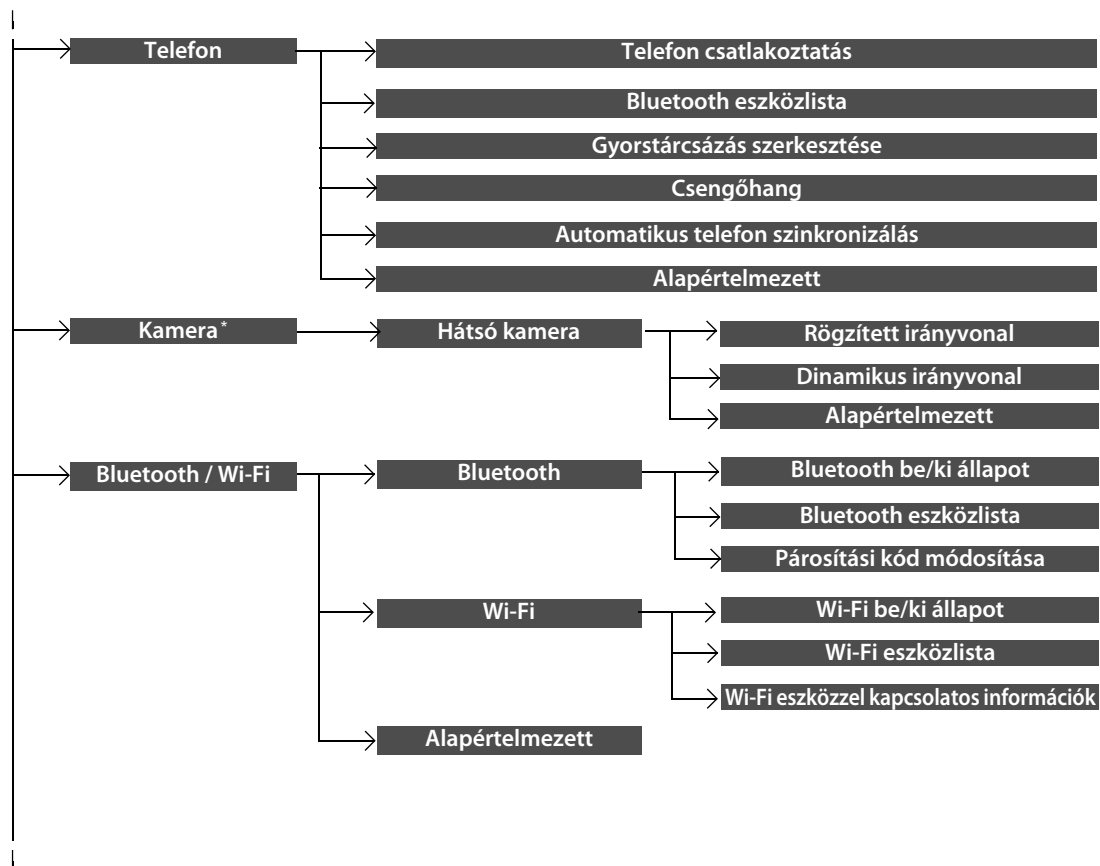 Telefon
Telefon csatlakoztatás
Bluetooth eszközlista
Gyorstárcsázás szerkesztése
Csengőhang
Automatikus telefon szinkronizálás
Alapértelmezett
Kamera*
Hátsó kamera
Rögzített irányvonal
Dinamikus irányvonal
Alapértelmezett
Bluetooth / Wi-Fi
Bluetooth
Bluetooth be/ki állapot
Bluetooth eszközlista
Párosítási kód módosítása
Wi-Fi
Wi-Fi be/ki állapot
Wi-Fi eszközlista
Wi-Fi eszközzel kapcsolatos információk
Alapértelmezett